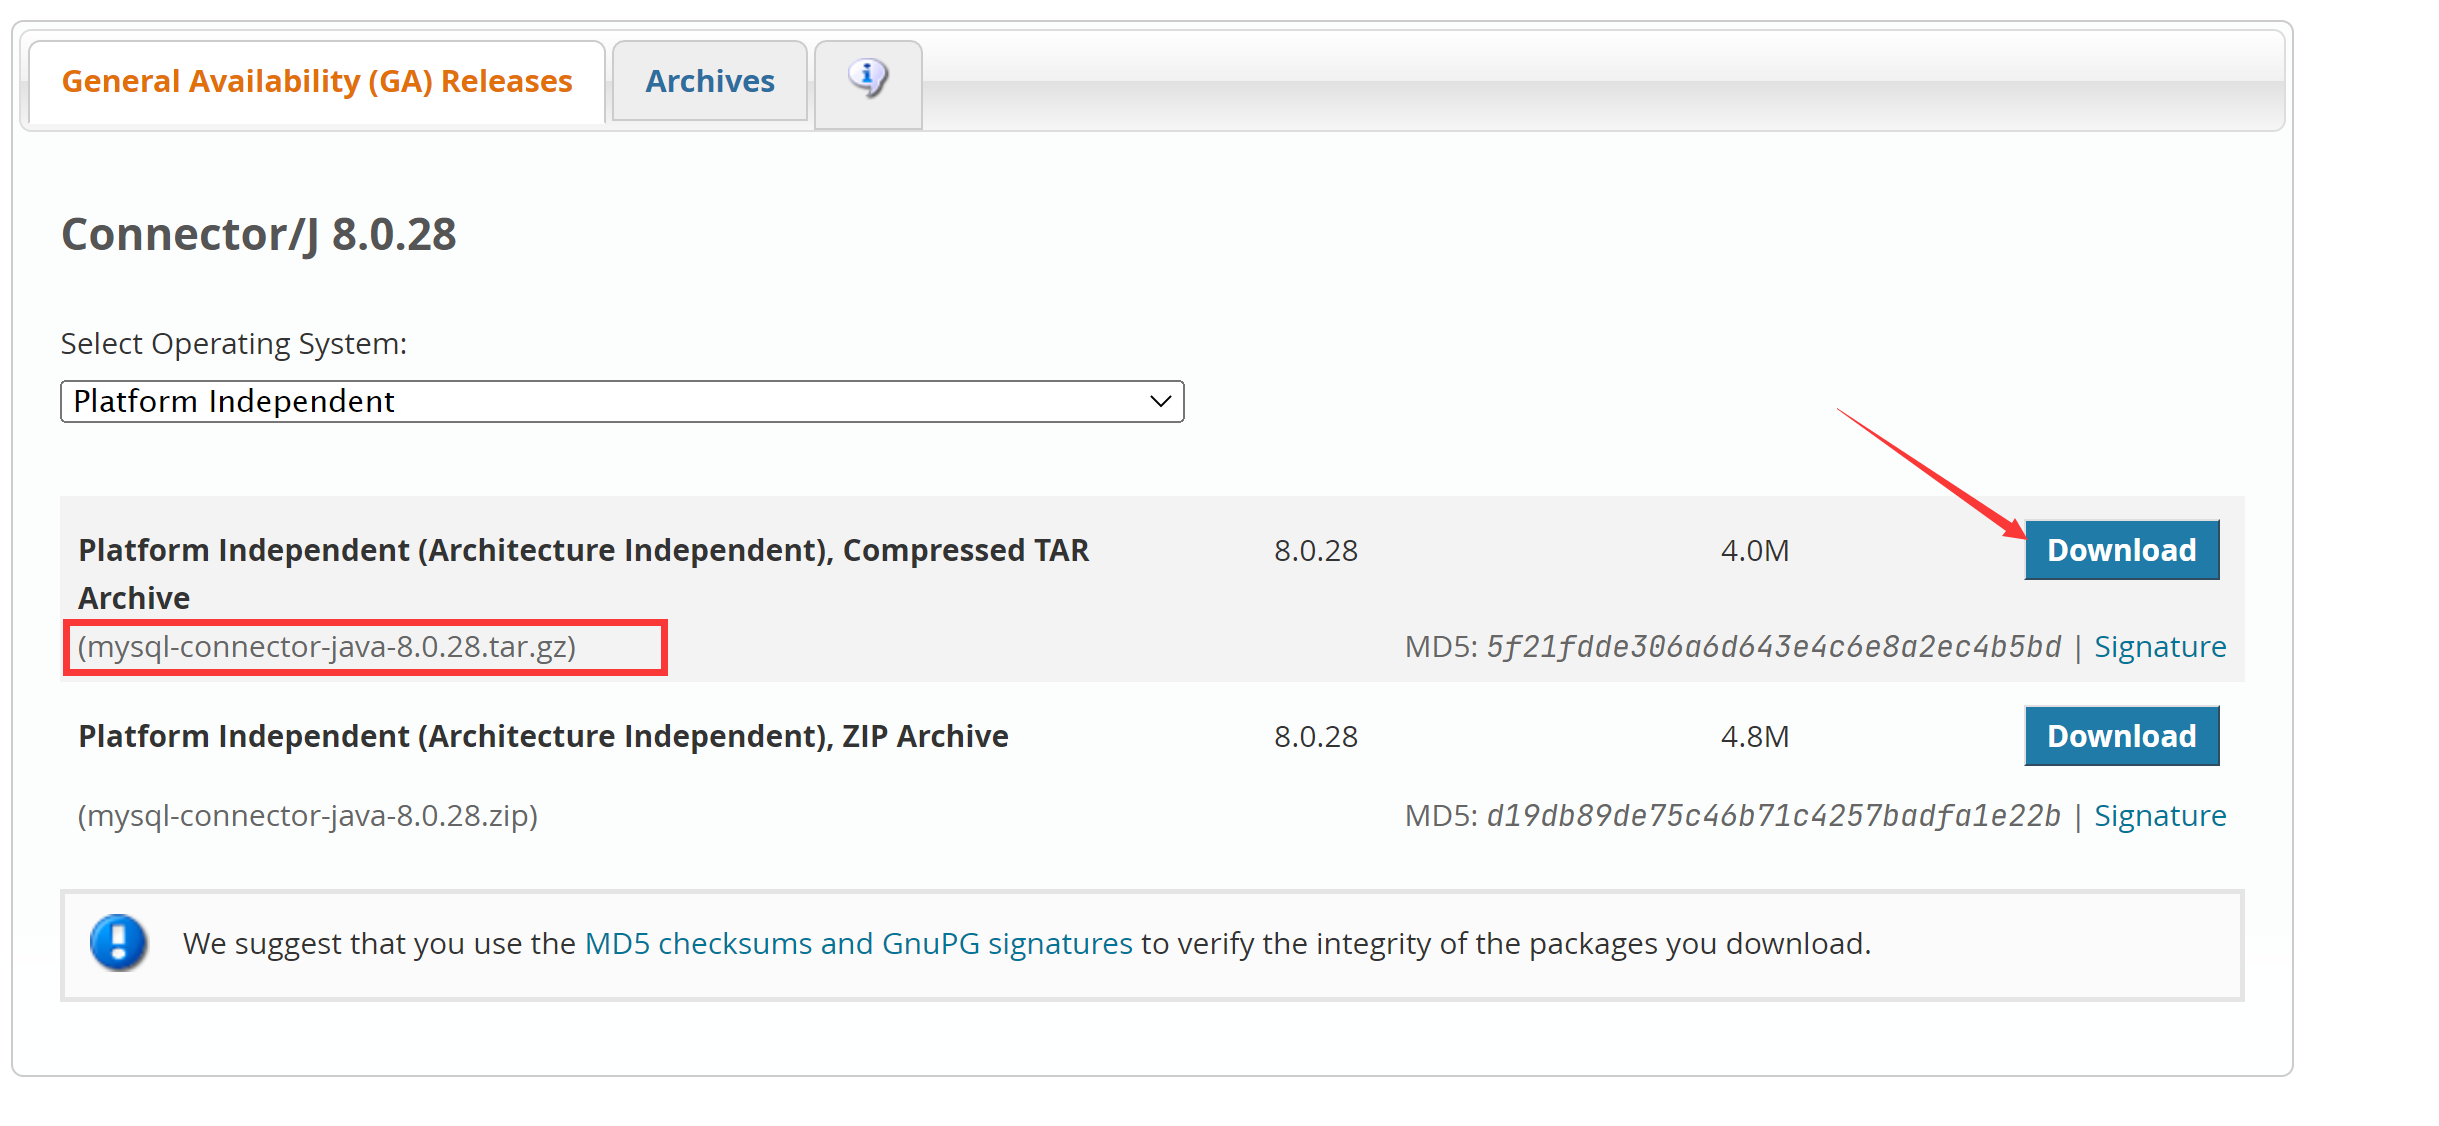 General Availability (GA) Releases
Archives
Connector/J 8.0.28
Select Operating System:
Platform Independent
Platform Independent (Architecture Independent), Compressed TAR
Archive
8.0.28
4.0M
Download
(mysql-connector-java-8.0.28.tar.gz)
MD5: 5f21fdde306a6d643e4c6e8a2ec4b5bd | Signature
Platform Independent (Architecture Independent), ZIP Archive
8.0.28
4.8M
Download
(mysql-connector-java-8.0.28.zip)
MD5: d19db89de75c46b71c4257badfa1e22b | Signature
We suggest that you use the MD5 checksums and GnuPG signatures to verify the integrity of the packages you download.